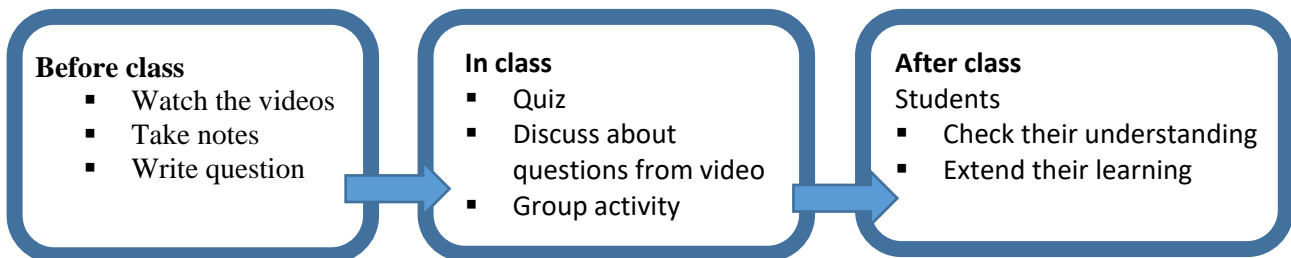 Before class
▪ Watch the videos
▪ Take notes
▪ Write question
In class
▪ Quiz
▪ Discuss about
questions from video
▪ Group activity
After class
Students
▪ Check their understanding
▪ Extend their learning